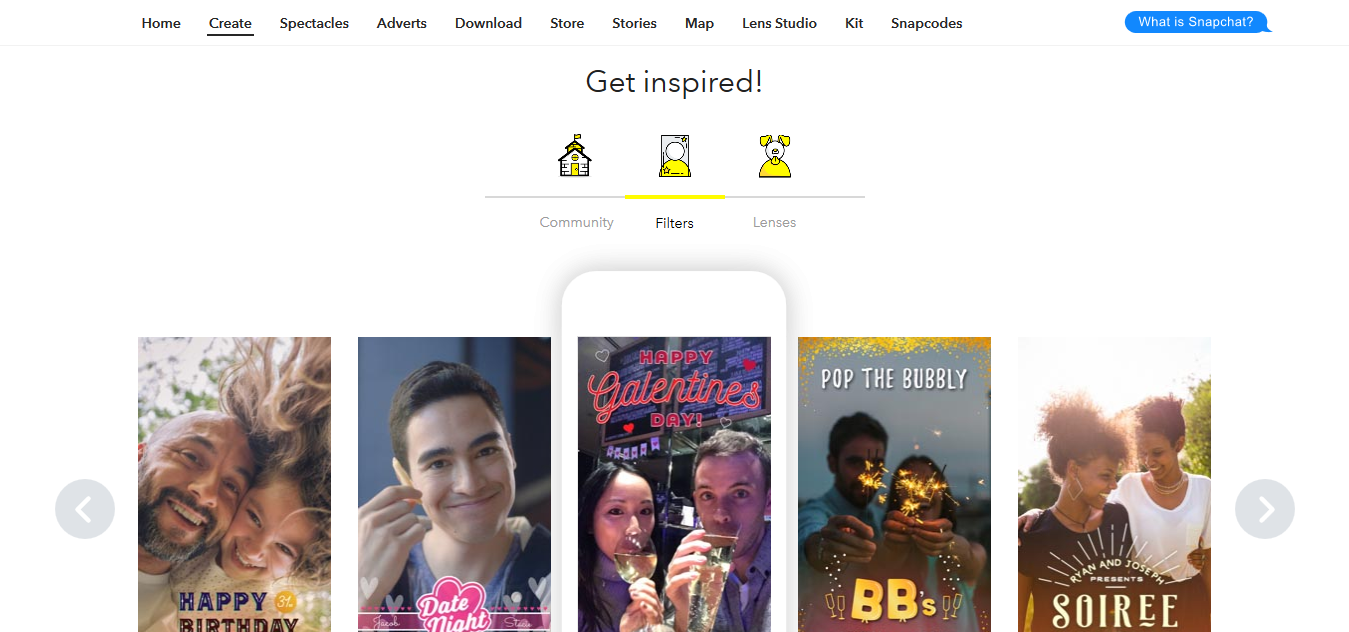 Home Create Spectacles Adverts Download Store Stories Map Lens Studio Kit Snapcodes
What is Snapchat?
Get inspired!
Community Filters Lenses
HAPPY 31st
BIRTHDAY
Date
Night
Jacob Stacie
HAPPY
Galentines
DAY!
POP THE BUBBLY
BB's
RYAN AND JOSEPH
PRESENTS
SOIREE